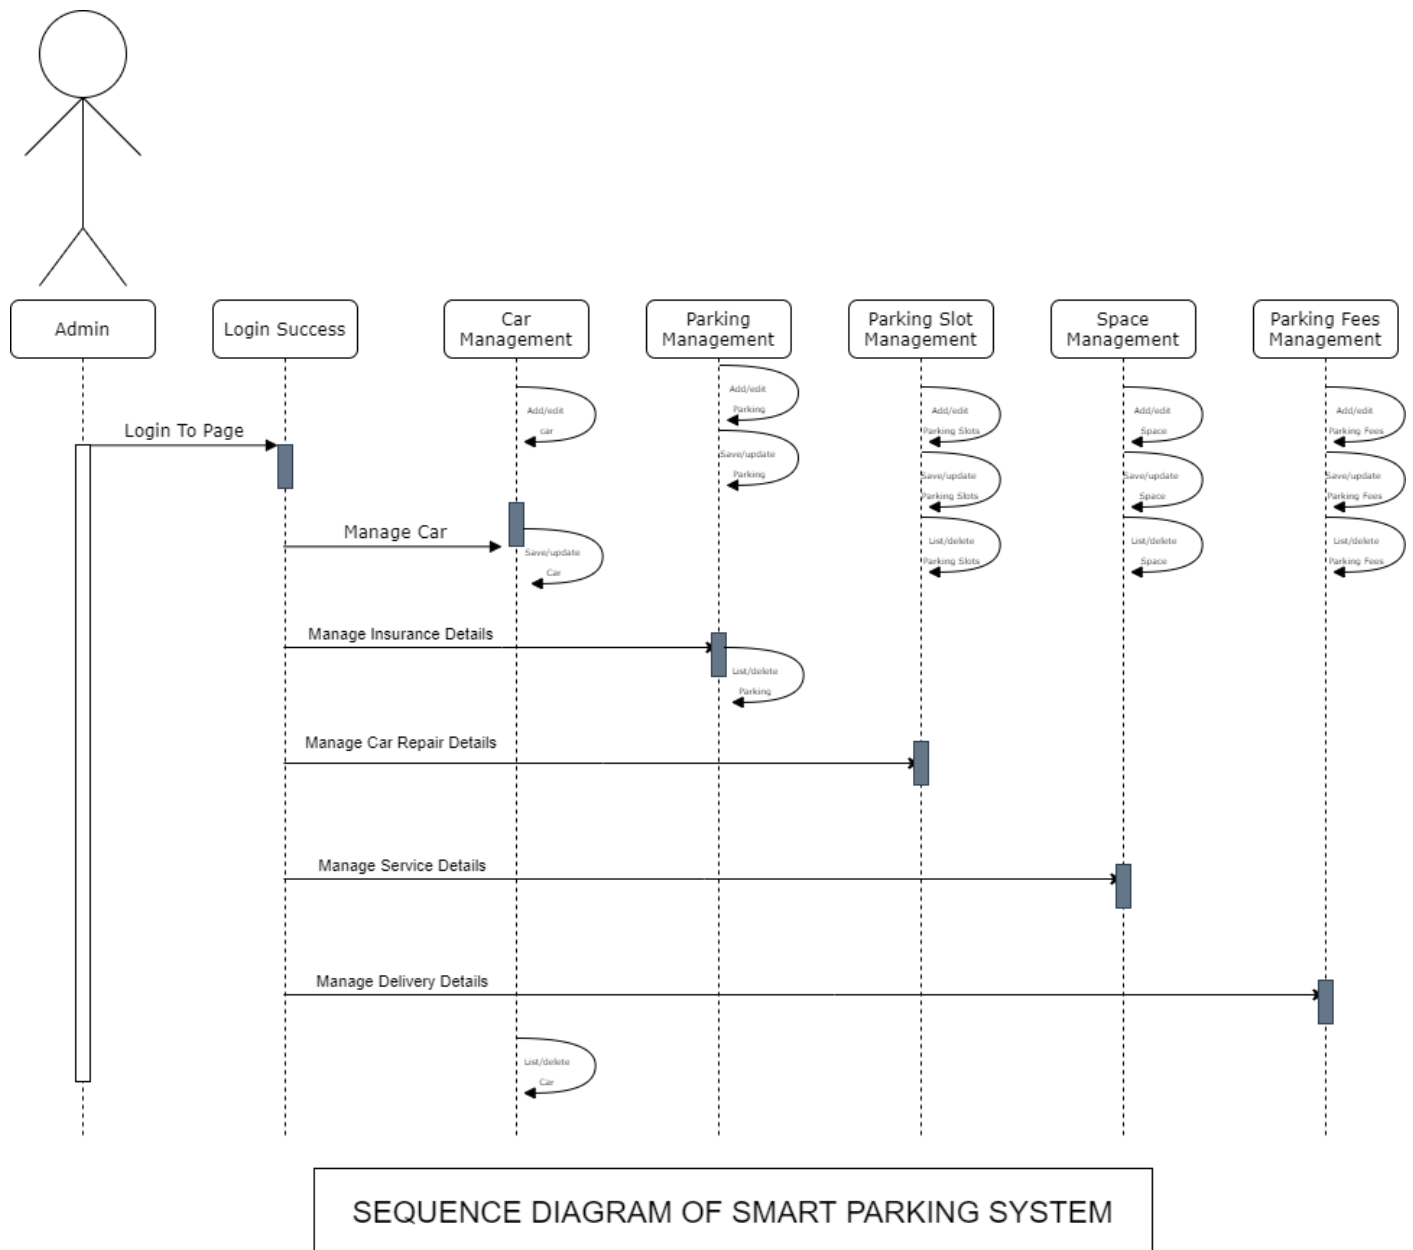 Admin
Login Success
Car
Management
Parking
Management
Parking Slot
Management
Space
Management
Parking Fees
Management
Add/edit
Parking
Add/edit
car
Add/edit
Parking Slots
Add/edit
Space
Add/edit
Parking Fees
Login To Page
Save/update
Parking
Save/update
Parking Slots
Save/update
Space
Save/update
Parking Fees
Manage Car
Save/update
Car
List/delete
Parking Slots
List/delete
Space
List/delete
Parking Fees
Manage Insurance Details
List/delete
Parking
Manage Car Repair Details
Manage Service Details
Manage Delivery Details
List/delete
Car
SEQUENCE DIAGRAM OF SMART PARKING SYSTEM